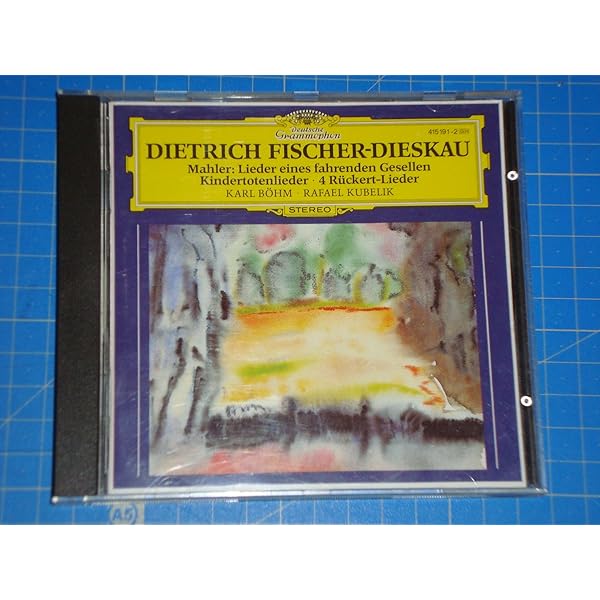 Deutsche
Grammophon
415 191-2 GH
DIETRICH FISCHER-DIESKAU
Mahler: Lieder eines fahrenden Gesellen
Kindertotenlieder · 4 Rückert-Lieder
KARL BÖHM · RAFAEL KUBELIK
STEREO
A5